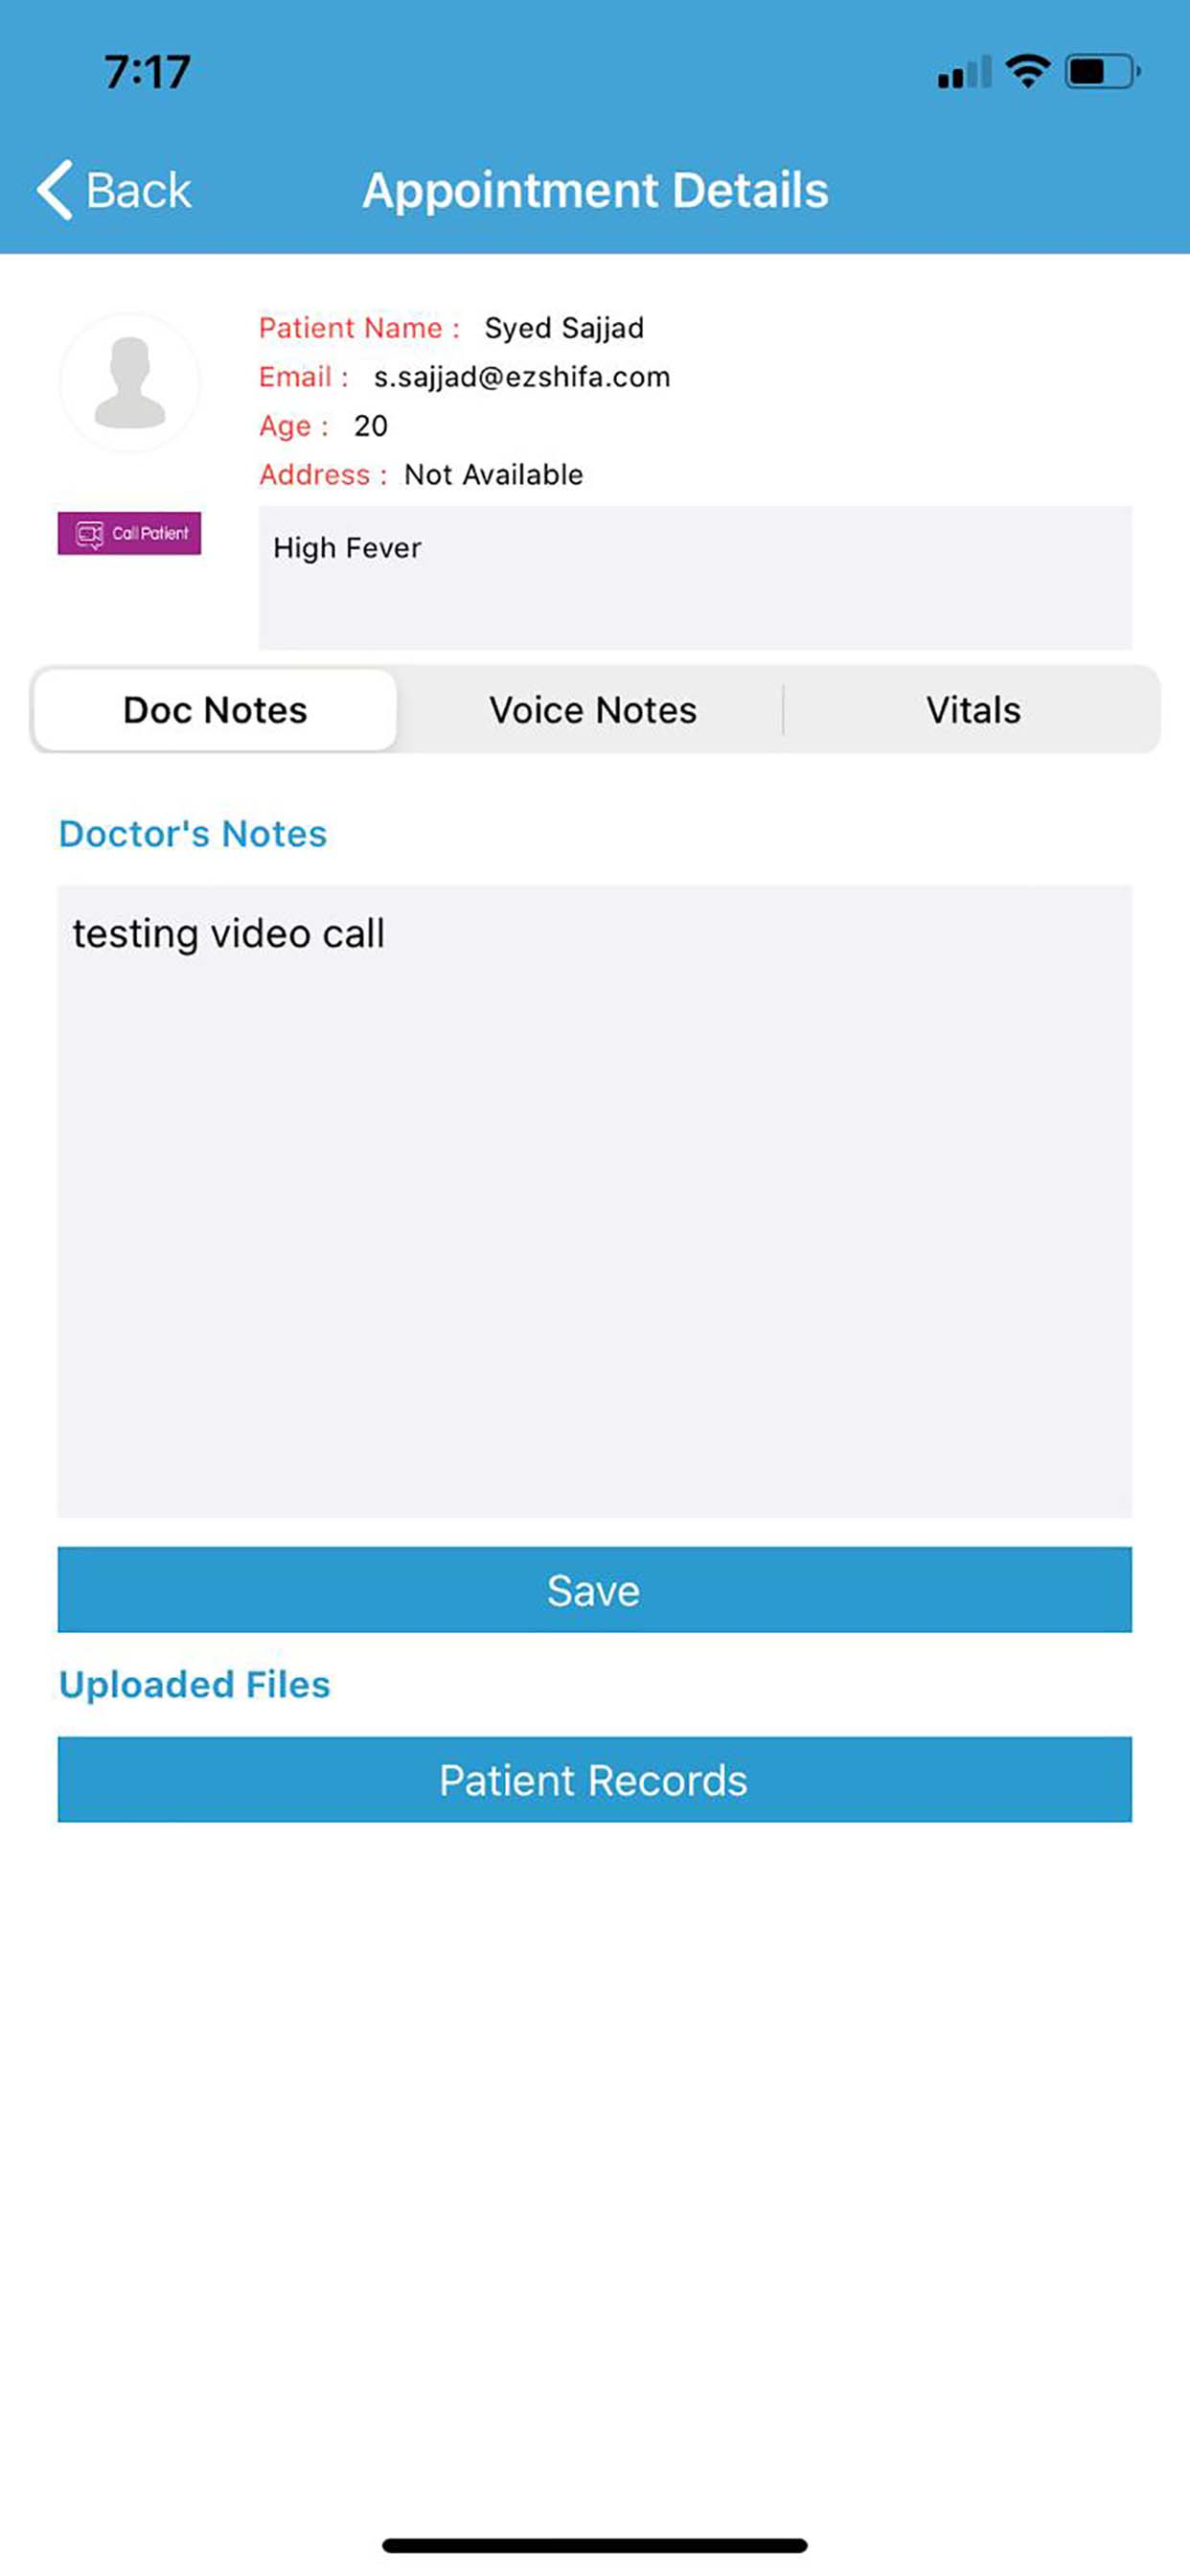 7:17
Back
Appointment Details
Patient Name : Syed Sajjad
Email : s.sajjad@ezshifa.com
Age : 20
Address : Not Available
Call Patient
High Fever
Doc Notes
Voice Notes
Vitals
Doctor's Notes
testing video call
Save
Uploaded Files
Patient Records